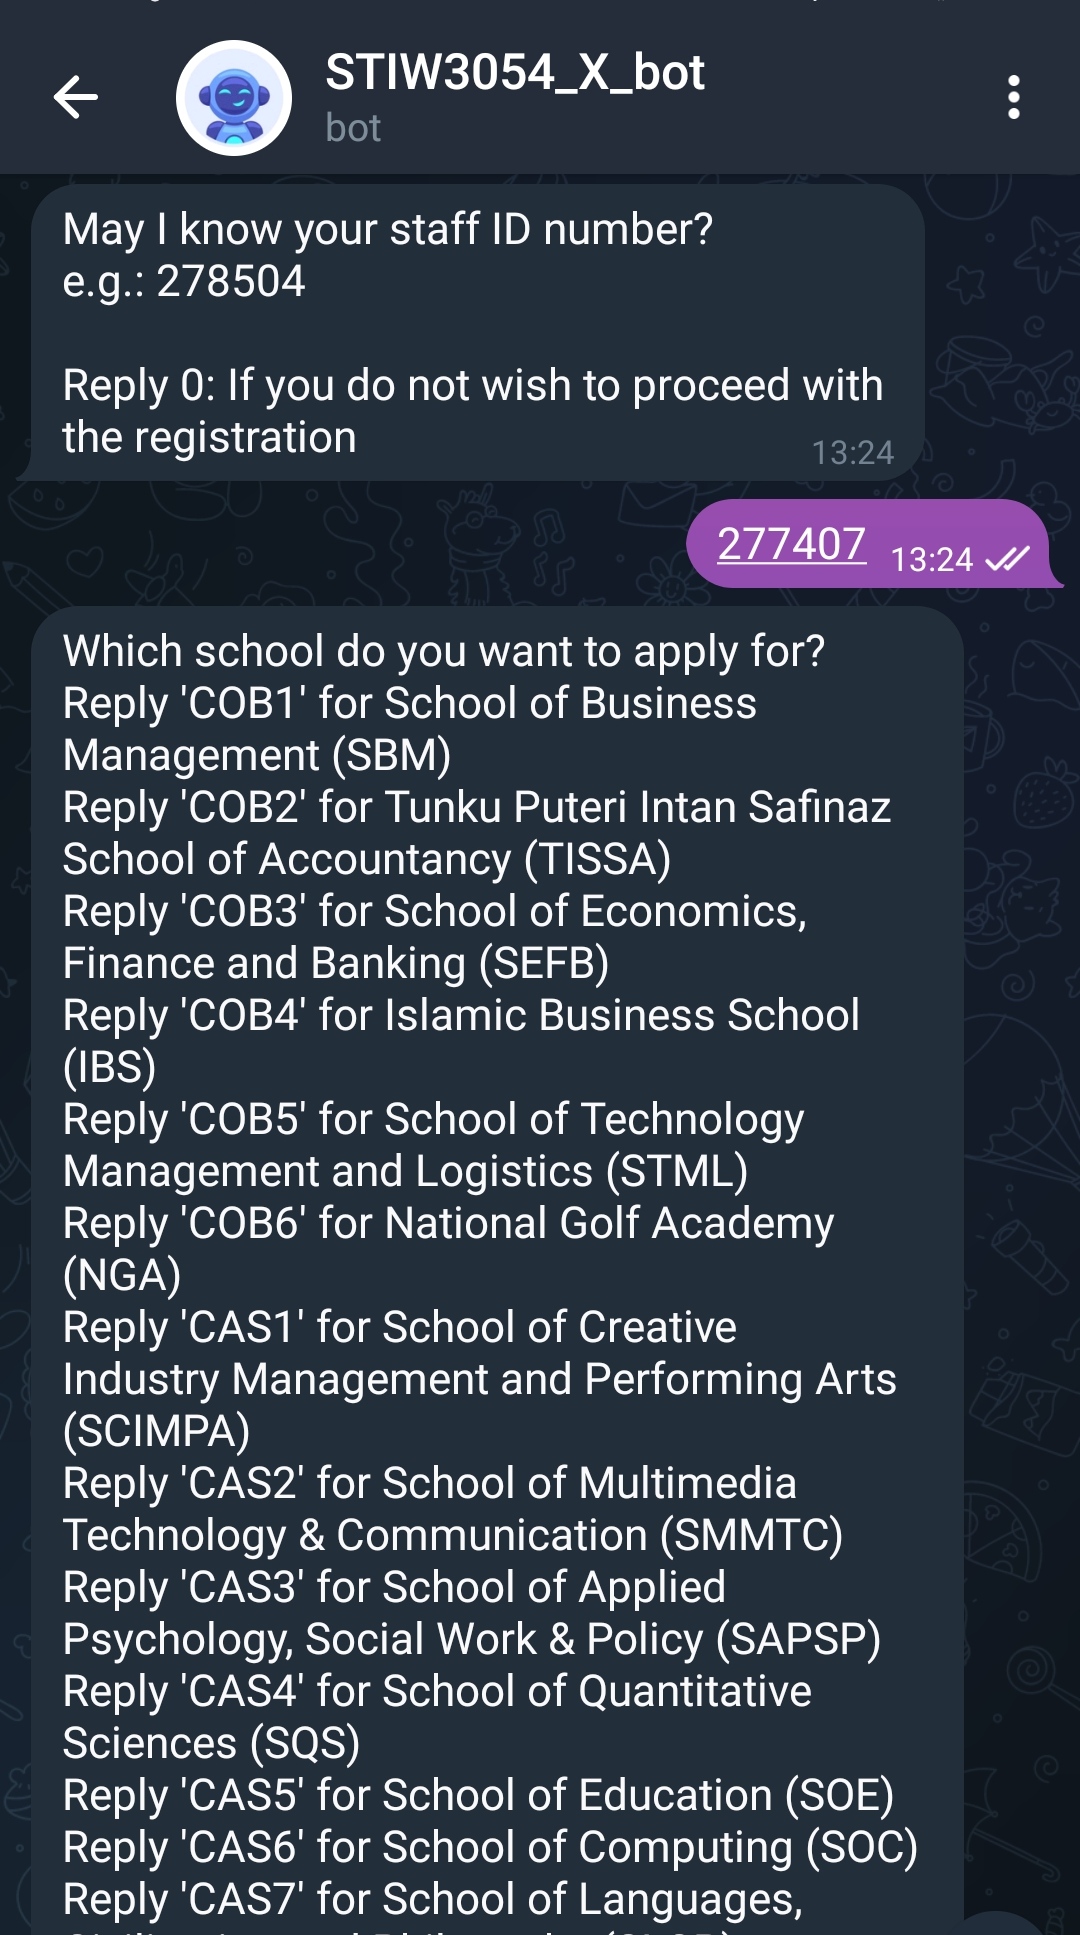 STIW3054_X_bot
bot
May I know your staff ID number?
e.g.: 278504
Reply 0: If you do not wish to proceed with
the registration
13:24
277407 13:24
Which school do you want to apply for?
Reply 'COB1' for School of Business
Management (SBM)
Reply 'COB2' for Tunku Puteri Intan Safinaz
School of Accountancy (TISSA)
Reply 'COB3' for School of Economics,
Finance and Banking (SEFB)
Reply 'COB4' for Islamic Business School
(IBS)
Reply 'COB5' for School of Technology
Management and Logistics (STML)
Reply 'COB6' for National Golf Academy
(NGA)
Reply 'CAS1' for School of Creative
Industry Management and Performing Arts
(SCIMPA)
Reply 'CAS2' for School of Multimedia
Technology & Communication (SMMTC)
Reply 'CAS3' for School of Applied
Psychology, Social Work & Policy (SAPSP)
Reply 'CAS4' for School of Quantitative
Sciences (SQS)
Reply 'CAS5' for School of Education (SOE)
Reply 'CAS6' for School of Computing (SOC)
Reply 'CAS7' for School of Languages,